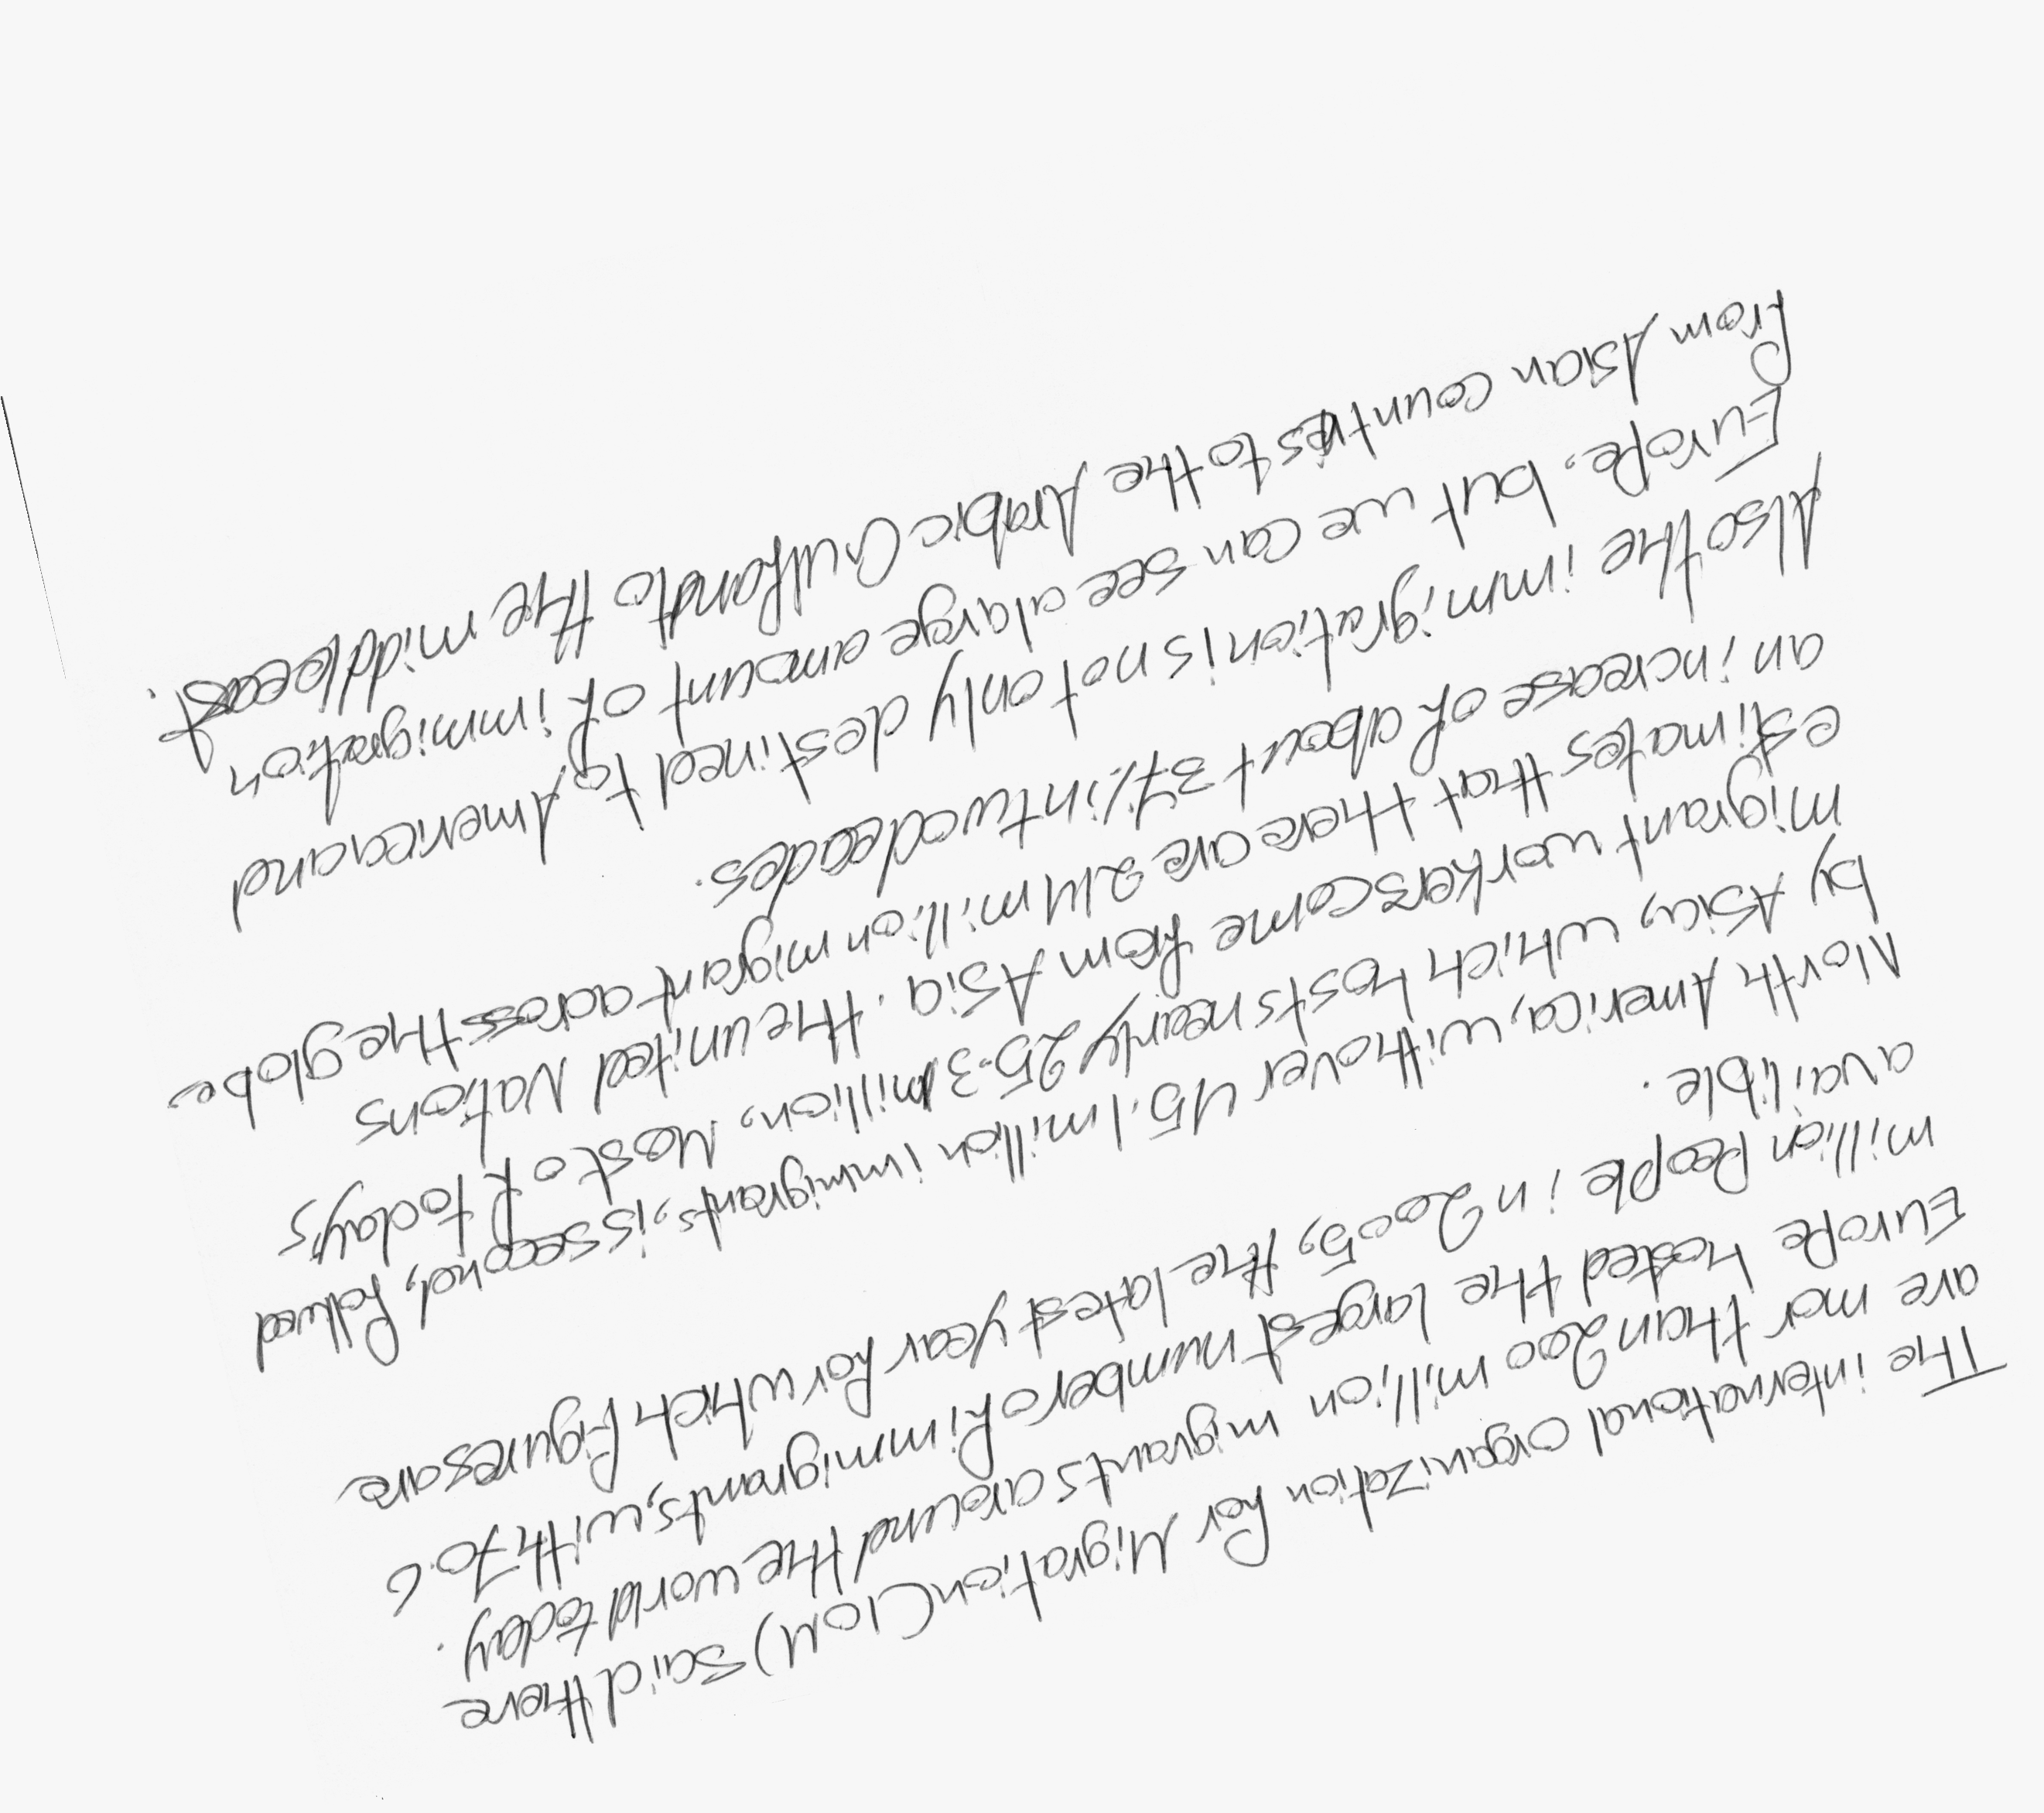 The international organization for Migration (IOM) said there
are mor than 200 million migrants around the world today.
Europe hosted the largest number of immigrants, with 70.6
million People in 2005, the latest year for which figures are
availible.
North America, with over 45.1 million immigrants, is seconed, follwed
by Asia, which hosts nearly 25.3 million, Most of today's
migrant workers come from Asia. the united Nations
estimates that there are 214 million migrant across the globe
an increase of about 37% in two decades.
Also the immigration is not only destined to America and
Europe, but we can see a large amount of immigration
from Asian countries to the Arabic Gulf and to the middle east.